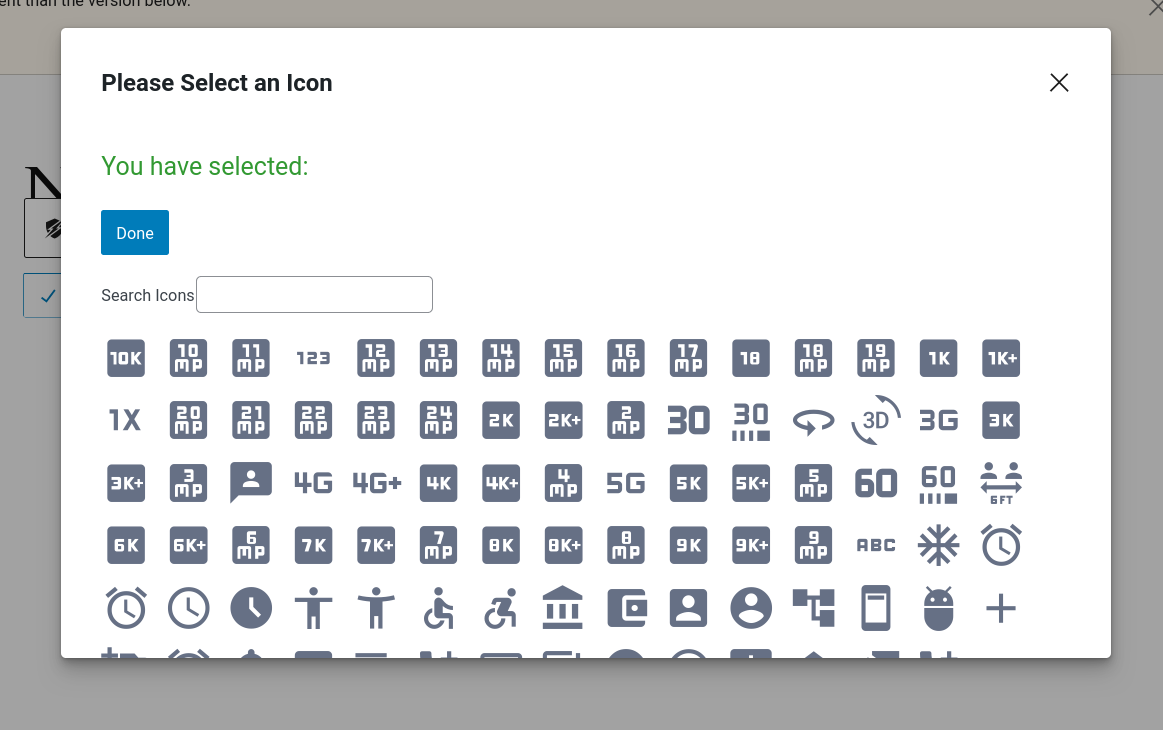 ent than the version below.
Please Select an Icon
You have selected:
Done
Search Icons
10K 10 MP 11 MP 123 12 MP 13 MP 14 MP 15 MP 16 MP 17 MP 18 18 MP 19 MP 1K 1K+
1X 20 MP 21 MP 22 MP 23 MP 24 MP 2K 2K+ 2 MP 30 30 3D 3G 3K
3K+ 3 MP 4G 4G+ 4K 4K+ 4 MP 5G 5K 5K+ 5 MP 60 60 6FT
6K 6K+ 6 MP 7K 7K+ 7 MP 8K 8K+ 8 MP 9K 9K+ 9 MP ABC